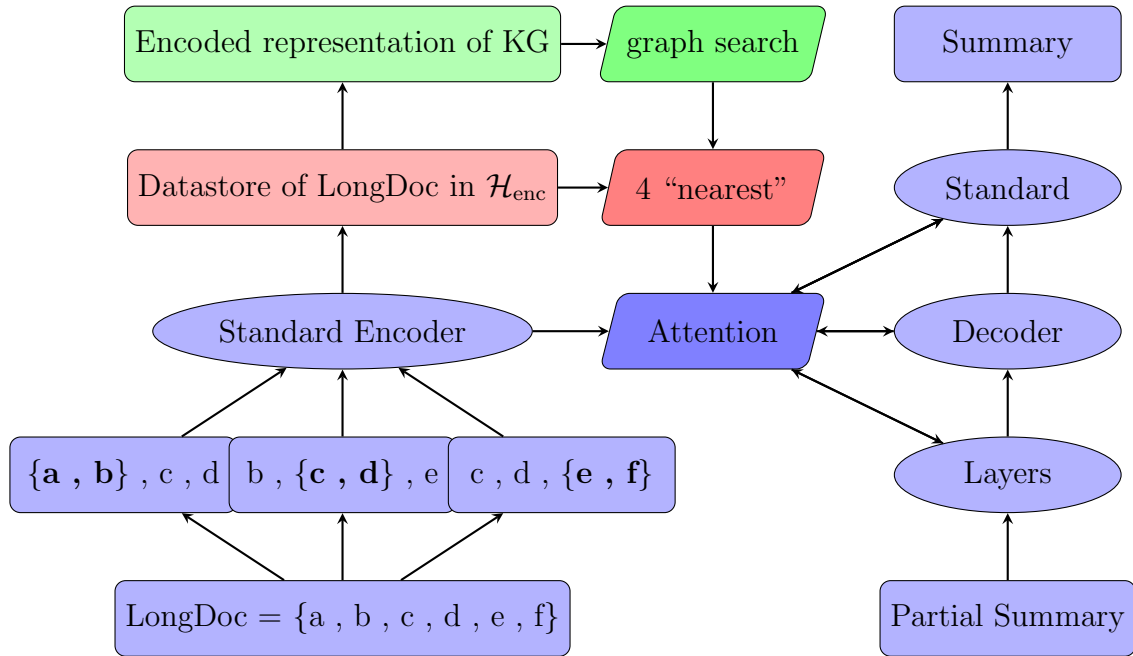 Encoded representation of KG
graph search
Summary
Datastore of LongDoc in ℋenc
4 “nearest”
Standard
Standard Encoder
Attention
Decoder
{a , b} , c , d
b , {c , d} , e
c , d , {e , f}
Layers
LongDoc = {a , b , c , d , e , f}
Partial Summary